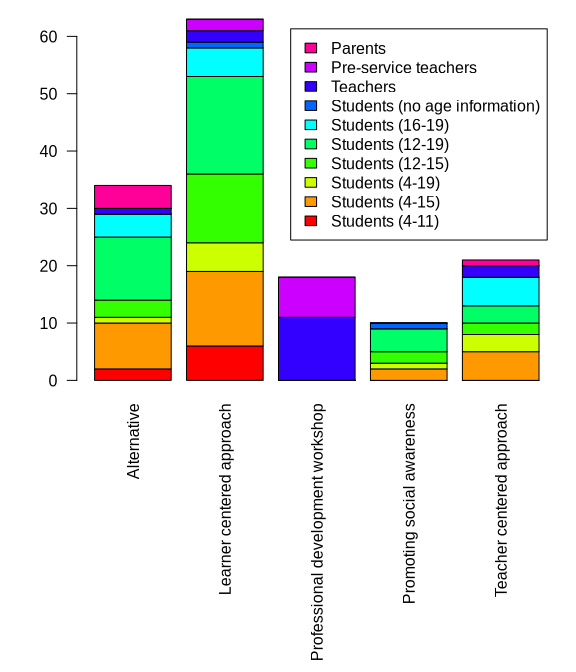 60
50
40
30
20
10
0
Parents
Pre-service teachers
Teachers
Students (no age information)
Students (16-19)
Students (12-19)
Students (12-15)
Students (4-19)
Students (4-15)
Students (4-11)
Alternative
Learner centered approach
Professional development workshop
Promoting social awareness
Teacher centered approach